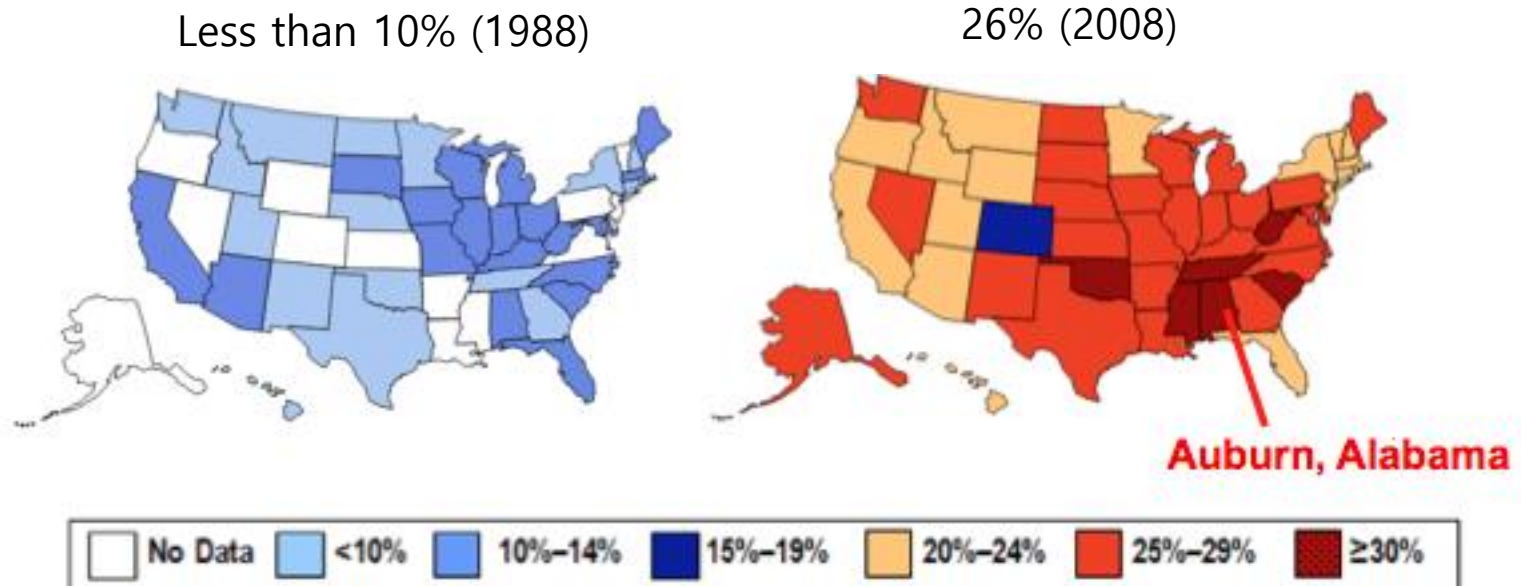 Less than 10% (1988)
26% (2008)
Auburn, Alabama
No Data <10% 10%–14% 15%–19% 20%–24% 25%–29% ≥30%